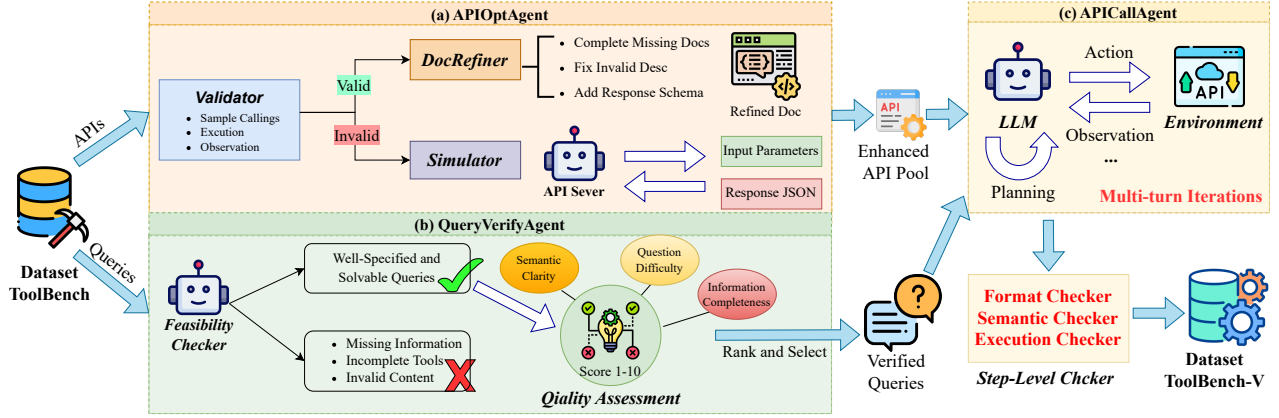 (a) APIOptAgent
Validator
• Sample Callings
• Excution
• Observation
Valid
Invalid
DocRefiner
• Complete Missing Docs
• Fix Invalid Desc
• Add Response Schema
Refined Doc
Simulator
API Sever
Input Parameters
Response JSON
APIs
Queries
Dataset
ToolBench
(b) QueryVerifyAgent
Feasibility
Checker
Well-Specified and
Solvable Queries
• Missing Information
• Incomplete Tools
• Invalid Content
Semantic
Clarity
Question
Difficulty
Information
Completeness
Score 1-10
Qiality Assessment
Rank and Select
API
Enhanced
API Pool
Verified
Queries
(c) APICallAgent
LLM
Action
Observation
...
Planning
API
Environment
Multi-turn Iterations
Format Checker
Semantic Checker
Execution Checker
Step-Level Chcker
Dataset
ToolBench-V